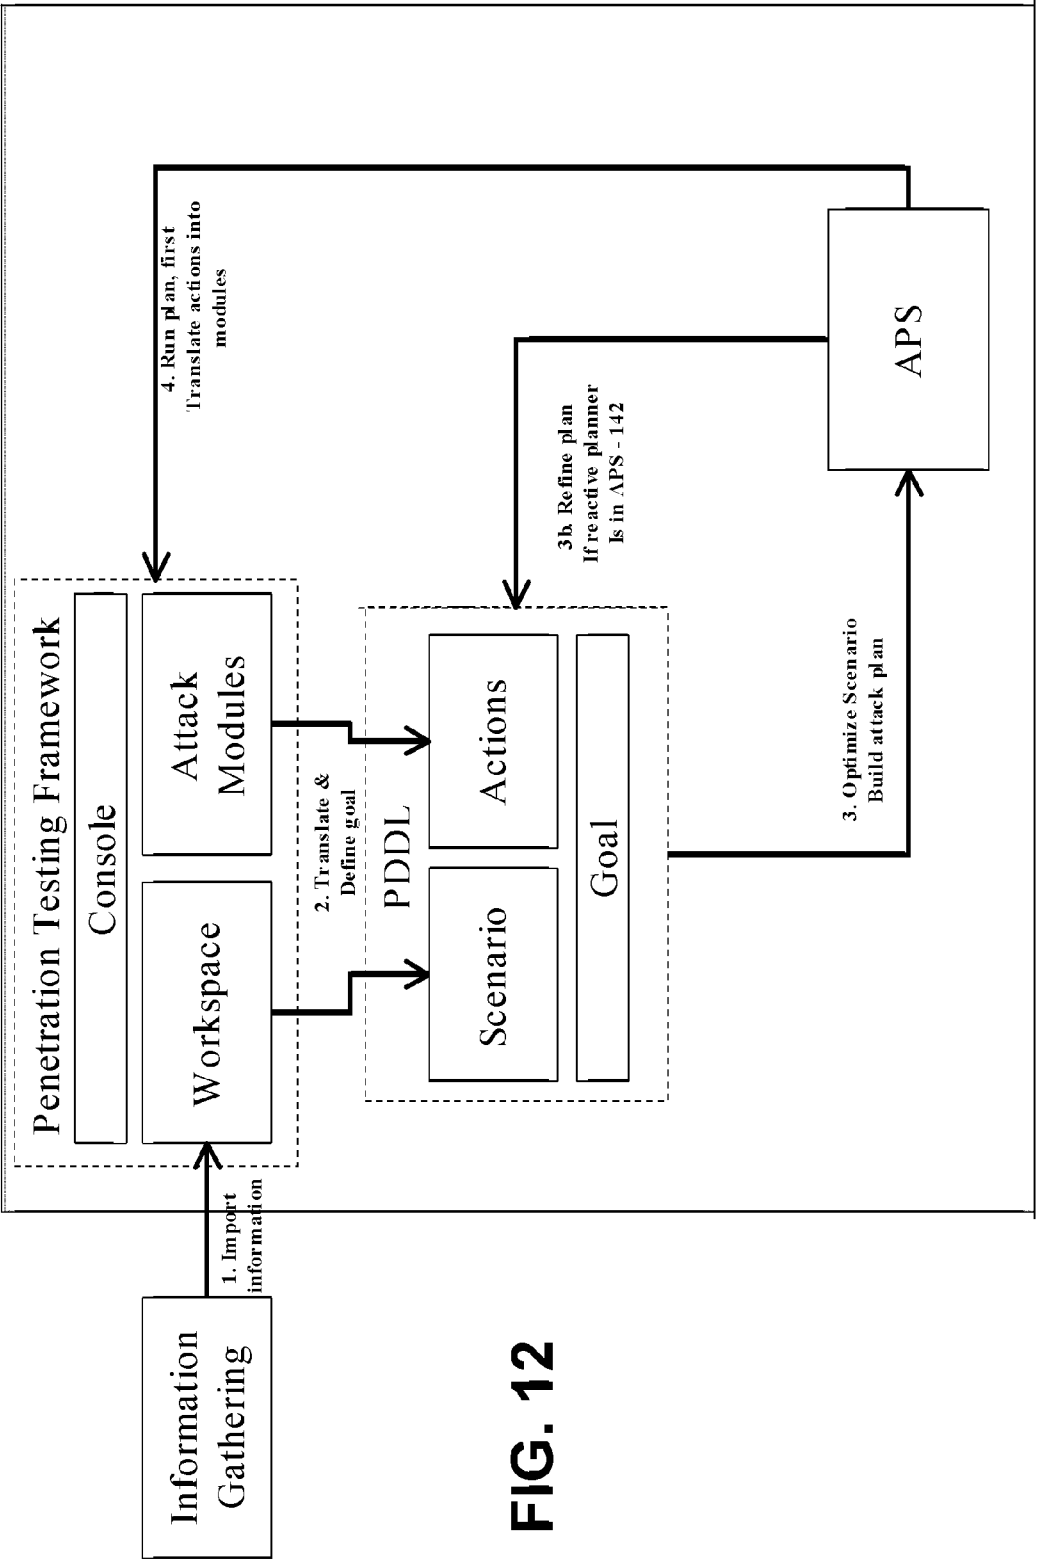 Penetration Testing Framework
Console
Workspace
Attack
Modules
Information
Gathering
1. Import
information
2. Translate &
Define goal
PDDL
Scenario
Actions
Goal
4. Run plan, first
Translate actions into
modules
3b. Refine plan
If reactive planner
Is in APS - 142
3. Optimize Scenario
Build attack plan
APS
FIG. 12